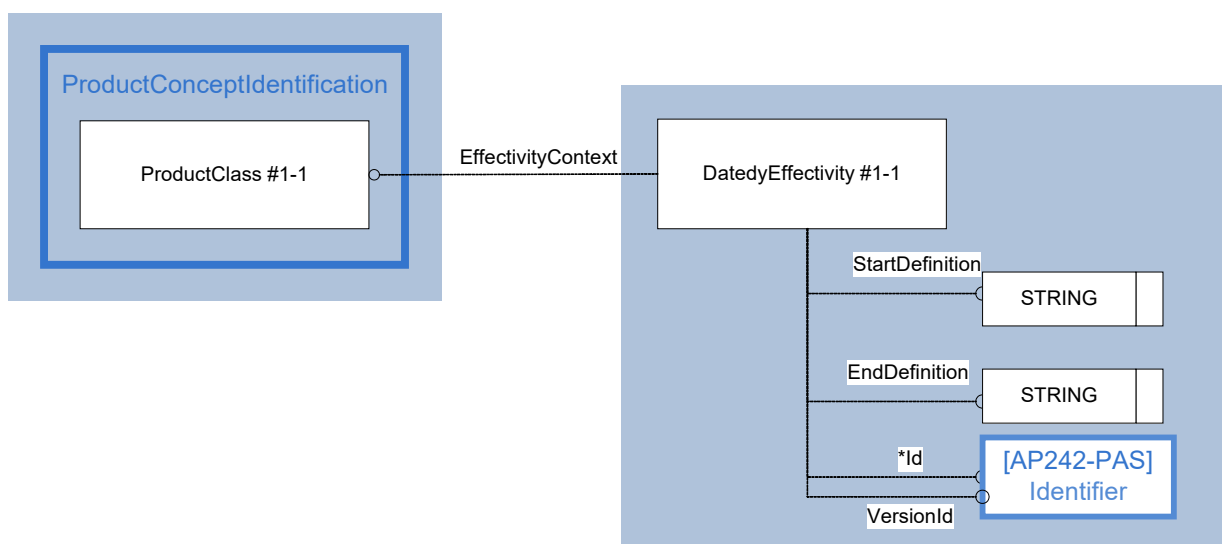 ProductConceptIdentification
ProductClass #1-1
EffectivityContext
DatedyEffectivity #1-1
StartDefinition
STRING
EndDefinition
STRING
*Id
[AP242-PAS]
Identifier
VersionId